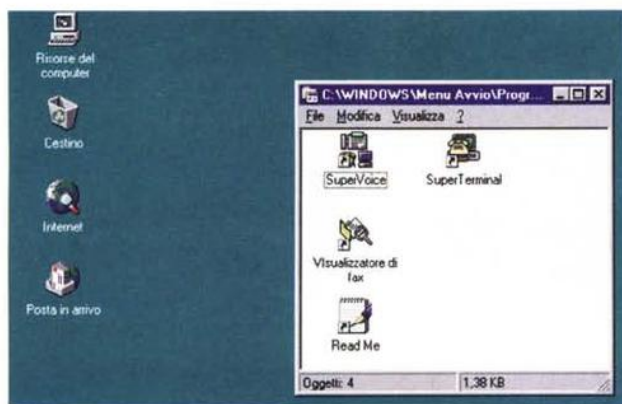 Risorse del
computer
Cestino
Internet
Posta in arrivo
C:\WINDOWS\Menu Avvio\Progr...
File Modifica Visualizza ?
SuperVoice SuperTerminal
VIsualizzatore di
fax
Read Me
Oggetti: 4 1,38 KB